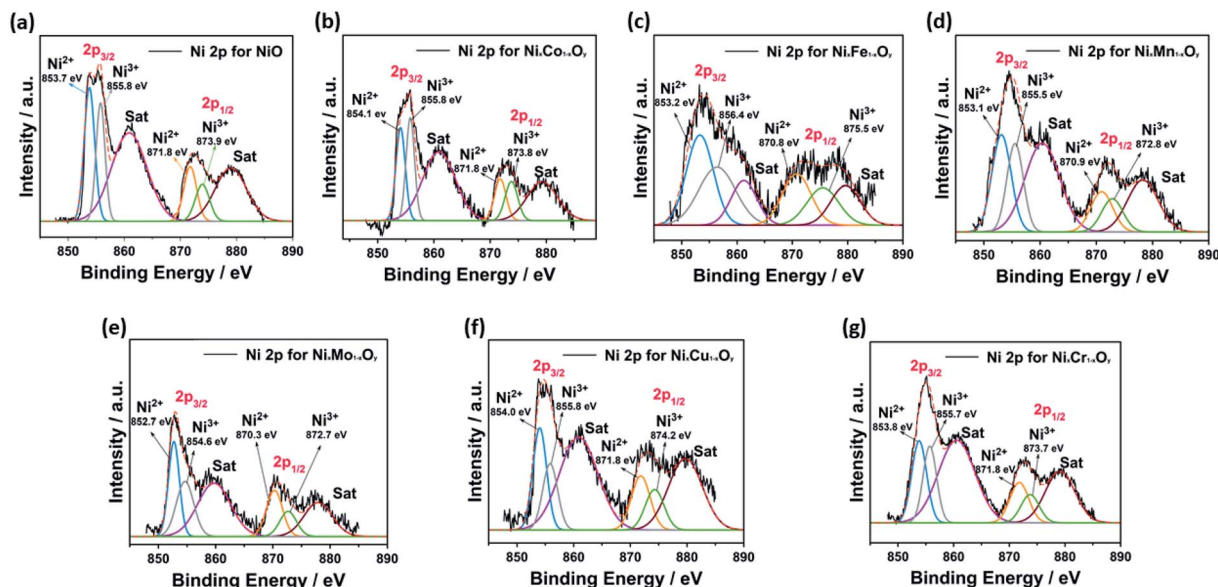 (a)
Ni 2p for NiO
2p3/2
Ni2+
853.7 eV
Ni3+
855.8 eV
Sat
2p1/2
Ni2+
871.8 eV
Ni3+
873.9 eV
Sat
Intensity / a.u.
850 860 870 880 890
Binding Energy / eV
(b)
Ni 2p for NixCo1-xOy
2p3/2
Ni2+
854.1 ev
Ni3+
855.8 eV
Sat
2p1/2
Ni2+
871.8 eV
Ni3+
873.8 eV
Sat
Intensity / a.u.
850 860 870 880
Binding Energy / eV
(c)
Ni 2p for NixFe1-xOy
2p3/2
Ni2+
853.2 eV
Ni3+
856.4 eV
Sat
Ni2+
870.8 eV
2p1/2
Ni3+
875.5 eV
Sat
Intensity / a.u.
850 860 870 880 890
Binding Energy / eV
(d)
Ni 2p for NixMn1-xOy
2p3/2
Ni2+
853.1 eV
Ni3+
855.5 eV
Sat
2p1/2
Ni2+
870.9 eV
Ni3+
872.8 eV
Sat
Intensity / a.u.
850 860 870 880 890
Binding Energy / eV
(e)
Ni 2p for NixMo1-xOy
2p3/2
Ni2+
852.7 eV
Ni3+
854.6 eV
Sat
Ni2+
870.3 eV
2p1/2
Ni3+
872.7 eV
Sat
Intensity / a.u.
850 860 870 880 890
Binding Energy / eV
(f)
Ni 2p for NixCu1-xOy
2p3/2
Ni2+
854.0 eV
Ni3+
855.8 eV
Sat
2p1/2
Ni2+
871.8 eV
Ni3+
874.2 eV
Sat
Intensity / a.u.
850 860 870 880 890
Binding Energy / eV
(g)
Ni 2p for NixCr1-xOy
2p3/2
Ni2+
853.8 eV
Ni3+
855.7 eV
Sat
2p1/2
Ni2+
871.8 eV
Ni3+
873.7 eV
Sat
Intensity / a.u.
850 860 870 880 890
Binding Energy / eV